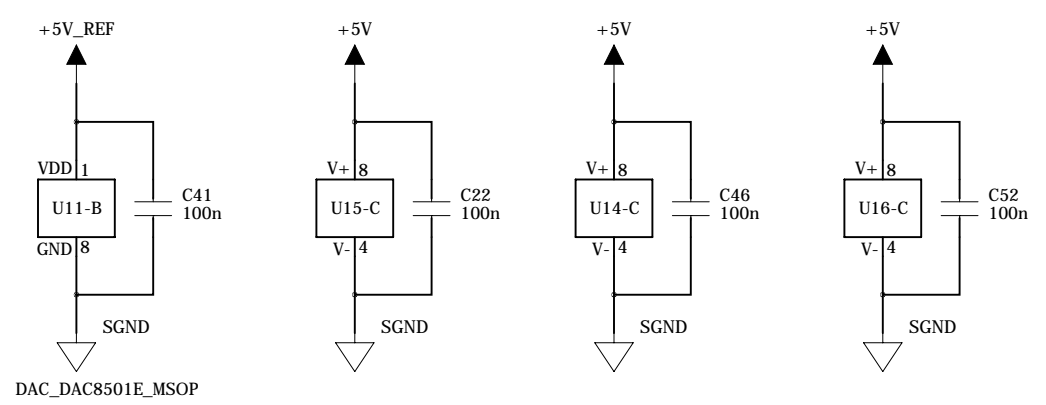 +5V_REF
+5V
+5V
+5V
VDD 1
V+ 8
V+ 8
V+ 8
U11-B
C41
100n
U15-C
C22
100n
U14-C
C46
100n
U16-C
C52
100n
GND 8
V- 4
V- 4
V- 4
SGND
SGND
SGND
SGND
DAC_DAC8501E_MSOP